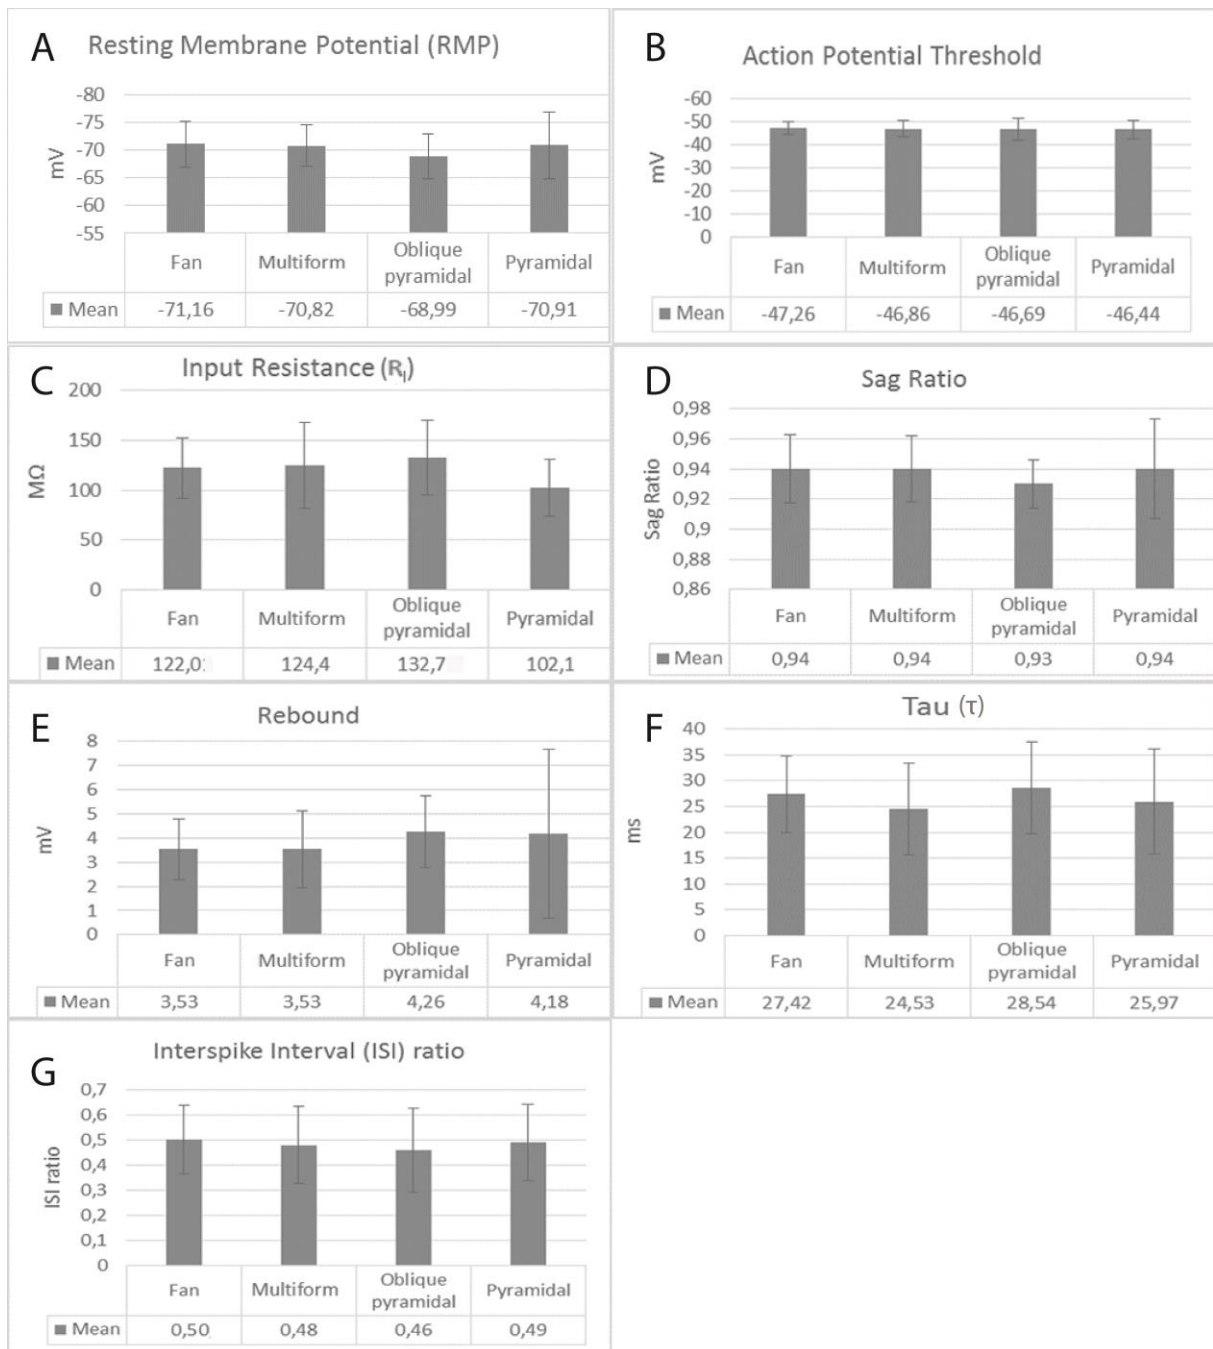 A Resting Membrane Potential (RMP)
-80
-75
-70
-65
-60
-55
mV
Fan Multiform Oblique pyramidal Pyramidal
Mean -71,16 -70,82 -68,99 -70,91
B Action Potential Threshold
-60
-50
-40
-30
-20
-10
0
mV
Fan Multiform Oblique pyramidal Pyramidal
Mean -47,26 -46,86 -46,69 -46,44
C Input Resistance (RI)
200
150
100
50
0
MΩ
Fan Multiform Oblique pyramidal Pyramidal
Mean 122,0 124,4 132,7 102,1
D Sag Ratio
0,98
0,96
0,94
0,92
0,9
0,88
0,86
Sag Ratio
Fan Multiform Oblique pyramidal Pyramidal
Mean 0,94 0,94 0,93 0,94
E Rebound
8
7
6
5
4
3
2
1
0
mV
Fan Multiform Oblique pyramidal Pyramidal
Mean 3,53 3,53 4,26 4,18
F Tau (τ)
40
35
30
25
20
15
10
5
0
ms
Fan Multiform Oblique pyramidal Pyramidal
Mean 27,42 24,53 28,54 25,97
G Interspike Interval (ISI) ratio
0,7
0,6
0,5
0,4
0,3
0,2
0,1
0
ISI ratio
Fan Multiform Oblique pyramidal Pyramidal
Mean 0,50 0,48 0,46 0,49